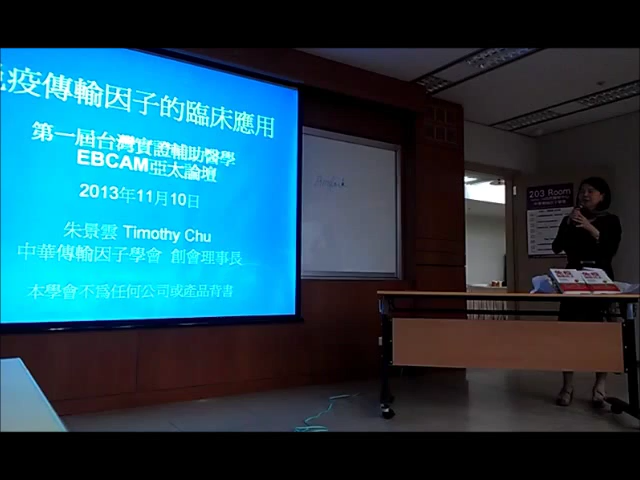 疫傳輸因子的臨床應用
第一屆台灣實證輔助醫學
EBCAM亞太論壇
2013年11月10日
朱景雲 Timothy Chu
中華傳輸因子學會 創會理事長
本學會不為任何公司或產品背書
203 Room